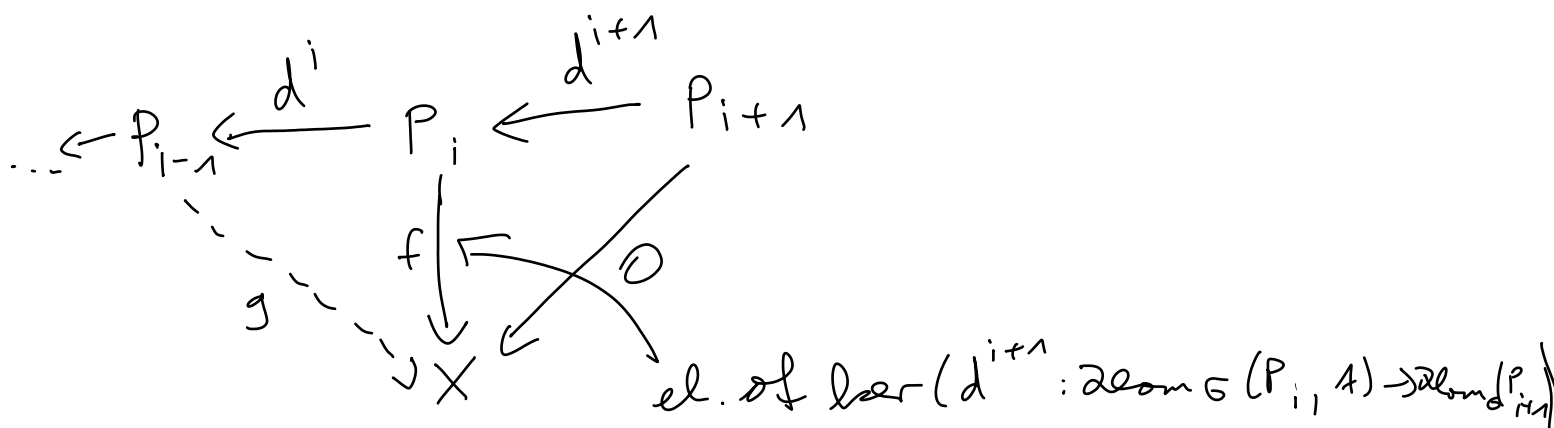 d^i d^{i+1}
... ← P_{i-1} ← P_i ← P_{i+1}
f 0
g
X el. of ker(d^{i+1} : Hom_G(P_i, A) → Hom_G(P_{i+1})